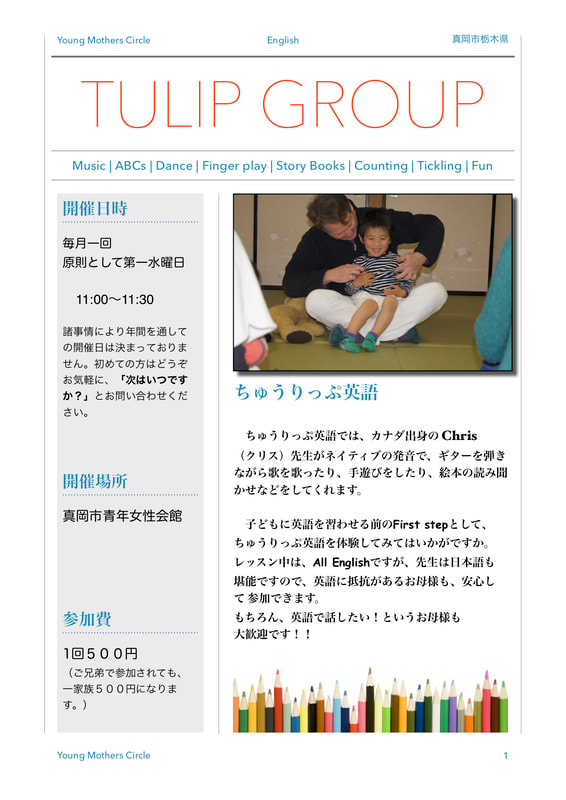 Young Mothers Circle English 真岡市栃木県
TULIP GROUP
Music | ABCs | Dance | Finger play | Story Books | Counting | Tickling | Fun
開催日時
毎月一回
原則として第一水曜日
11:00〜11:30
諸事情により年間を通して
の開催日は決まっておりま
せん。初めての方はどうぞ
お気軽に、「次はいつです
か？」とお問い合わせくだ
さい。
開催場所
真岡市青年女性会館
参加費
1回５００円
（ご兄弟で参加されても、
一家族５００円になりま
す。）
ちゅうりっぷ英語
ちゅうりっぷ英語では、カナダ出身の Chris
（クリス）先生がネイティブの発音で、ギターを弾き
ながら歌を歌ったり、手遊びをしたり、絵本の読み聞
かせなどをしてくれます。
子どもに英語を習わせる前のFirst stepとして、
ちゅうりっぷ英語を体験してみてはいかがですか。
レッスン中は、All Englishですが、先生は日本語も
堪能ですので、英語に抵抗があるお母様も、安心し
て 参加できます。
もちろん、英語で話したい！というお母様も
大歓迎です！！
Young Mothers Circle 1